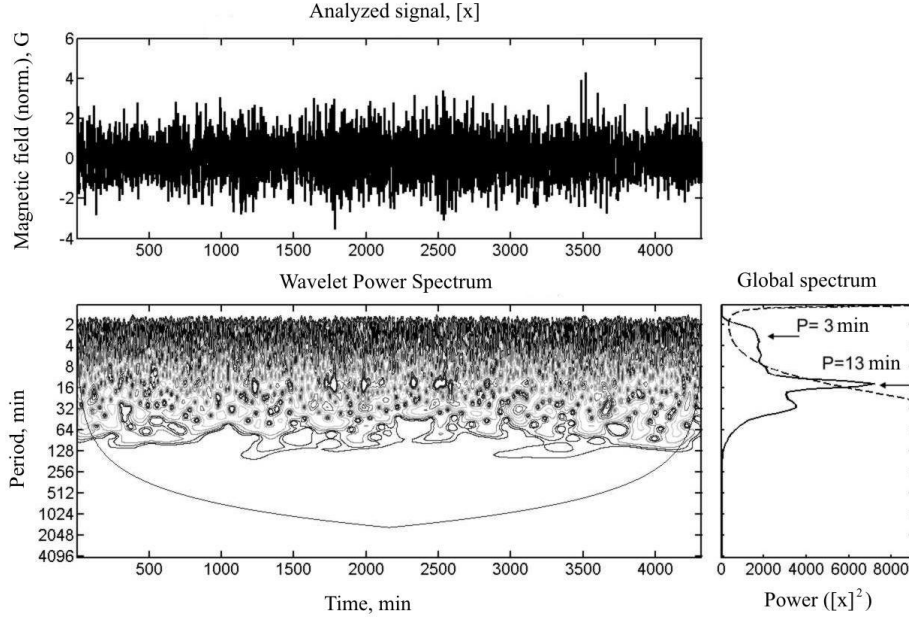 Analyzed signal, [x]
Magnetic field (norm.), G
6
4
2
0
-2
-4
500 1000 1500 2000 2500 3000 3500 4000
Wavelet Power Spectrum
Global spectrum
Period, min
2
4
8
16
32
64
128
256
512
1024
2048
4096
P= 3 min
P=13 min
500 1000 1500 2000 2500 3000 3500 4000
0 2000 4000 6000 8000
Time, min
Power ([x]²)